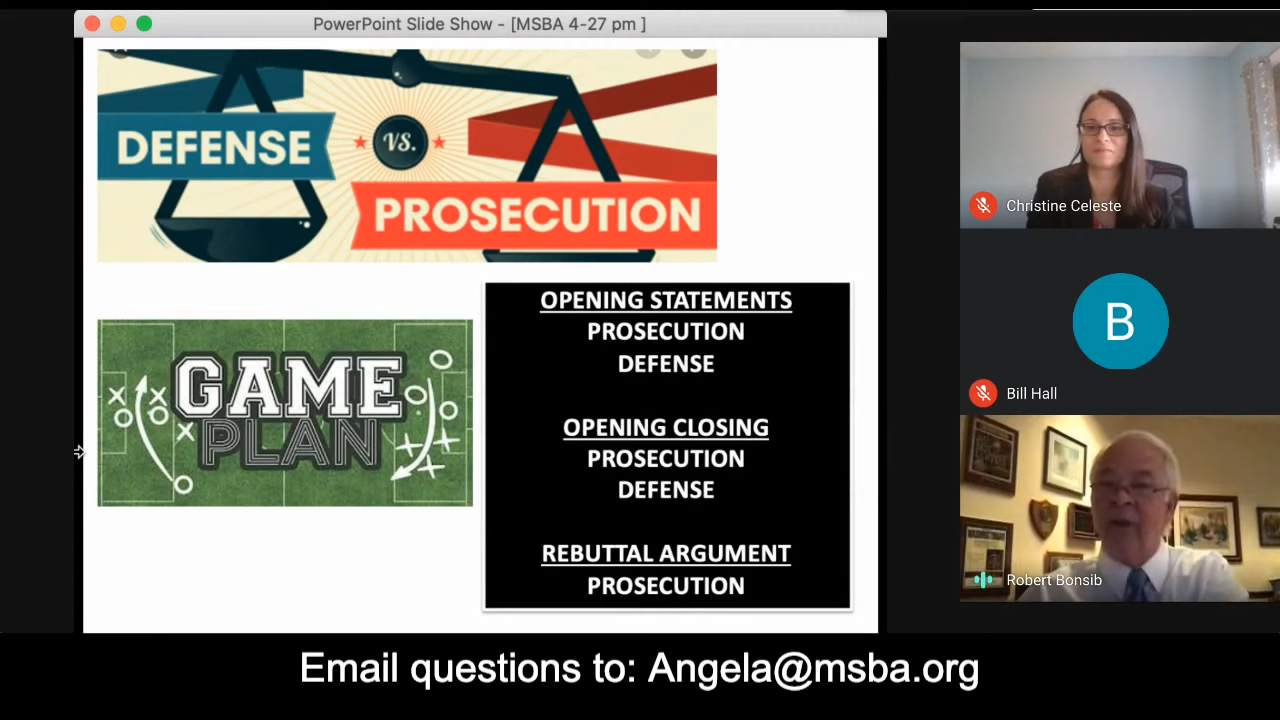 PowerPoint Slide Show - [MSBA 4-27 pm ]
DEFENSE
VS.
PROSECUTION
GAME
PLAN
OPENING STATEMENTS
PROSECUTION
DEFENSE
OPENING CLOSING
PROSECUTION
DEFENSE
REBUTTAL ARGUMENT
PROSECUTION
Christine Celeste
B
Bill Hall
Robert Bonsib
Email questions to: Angela@msba.org